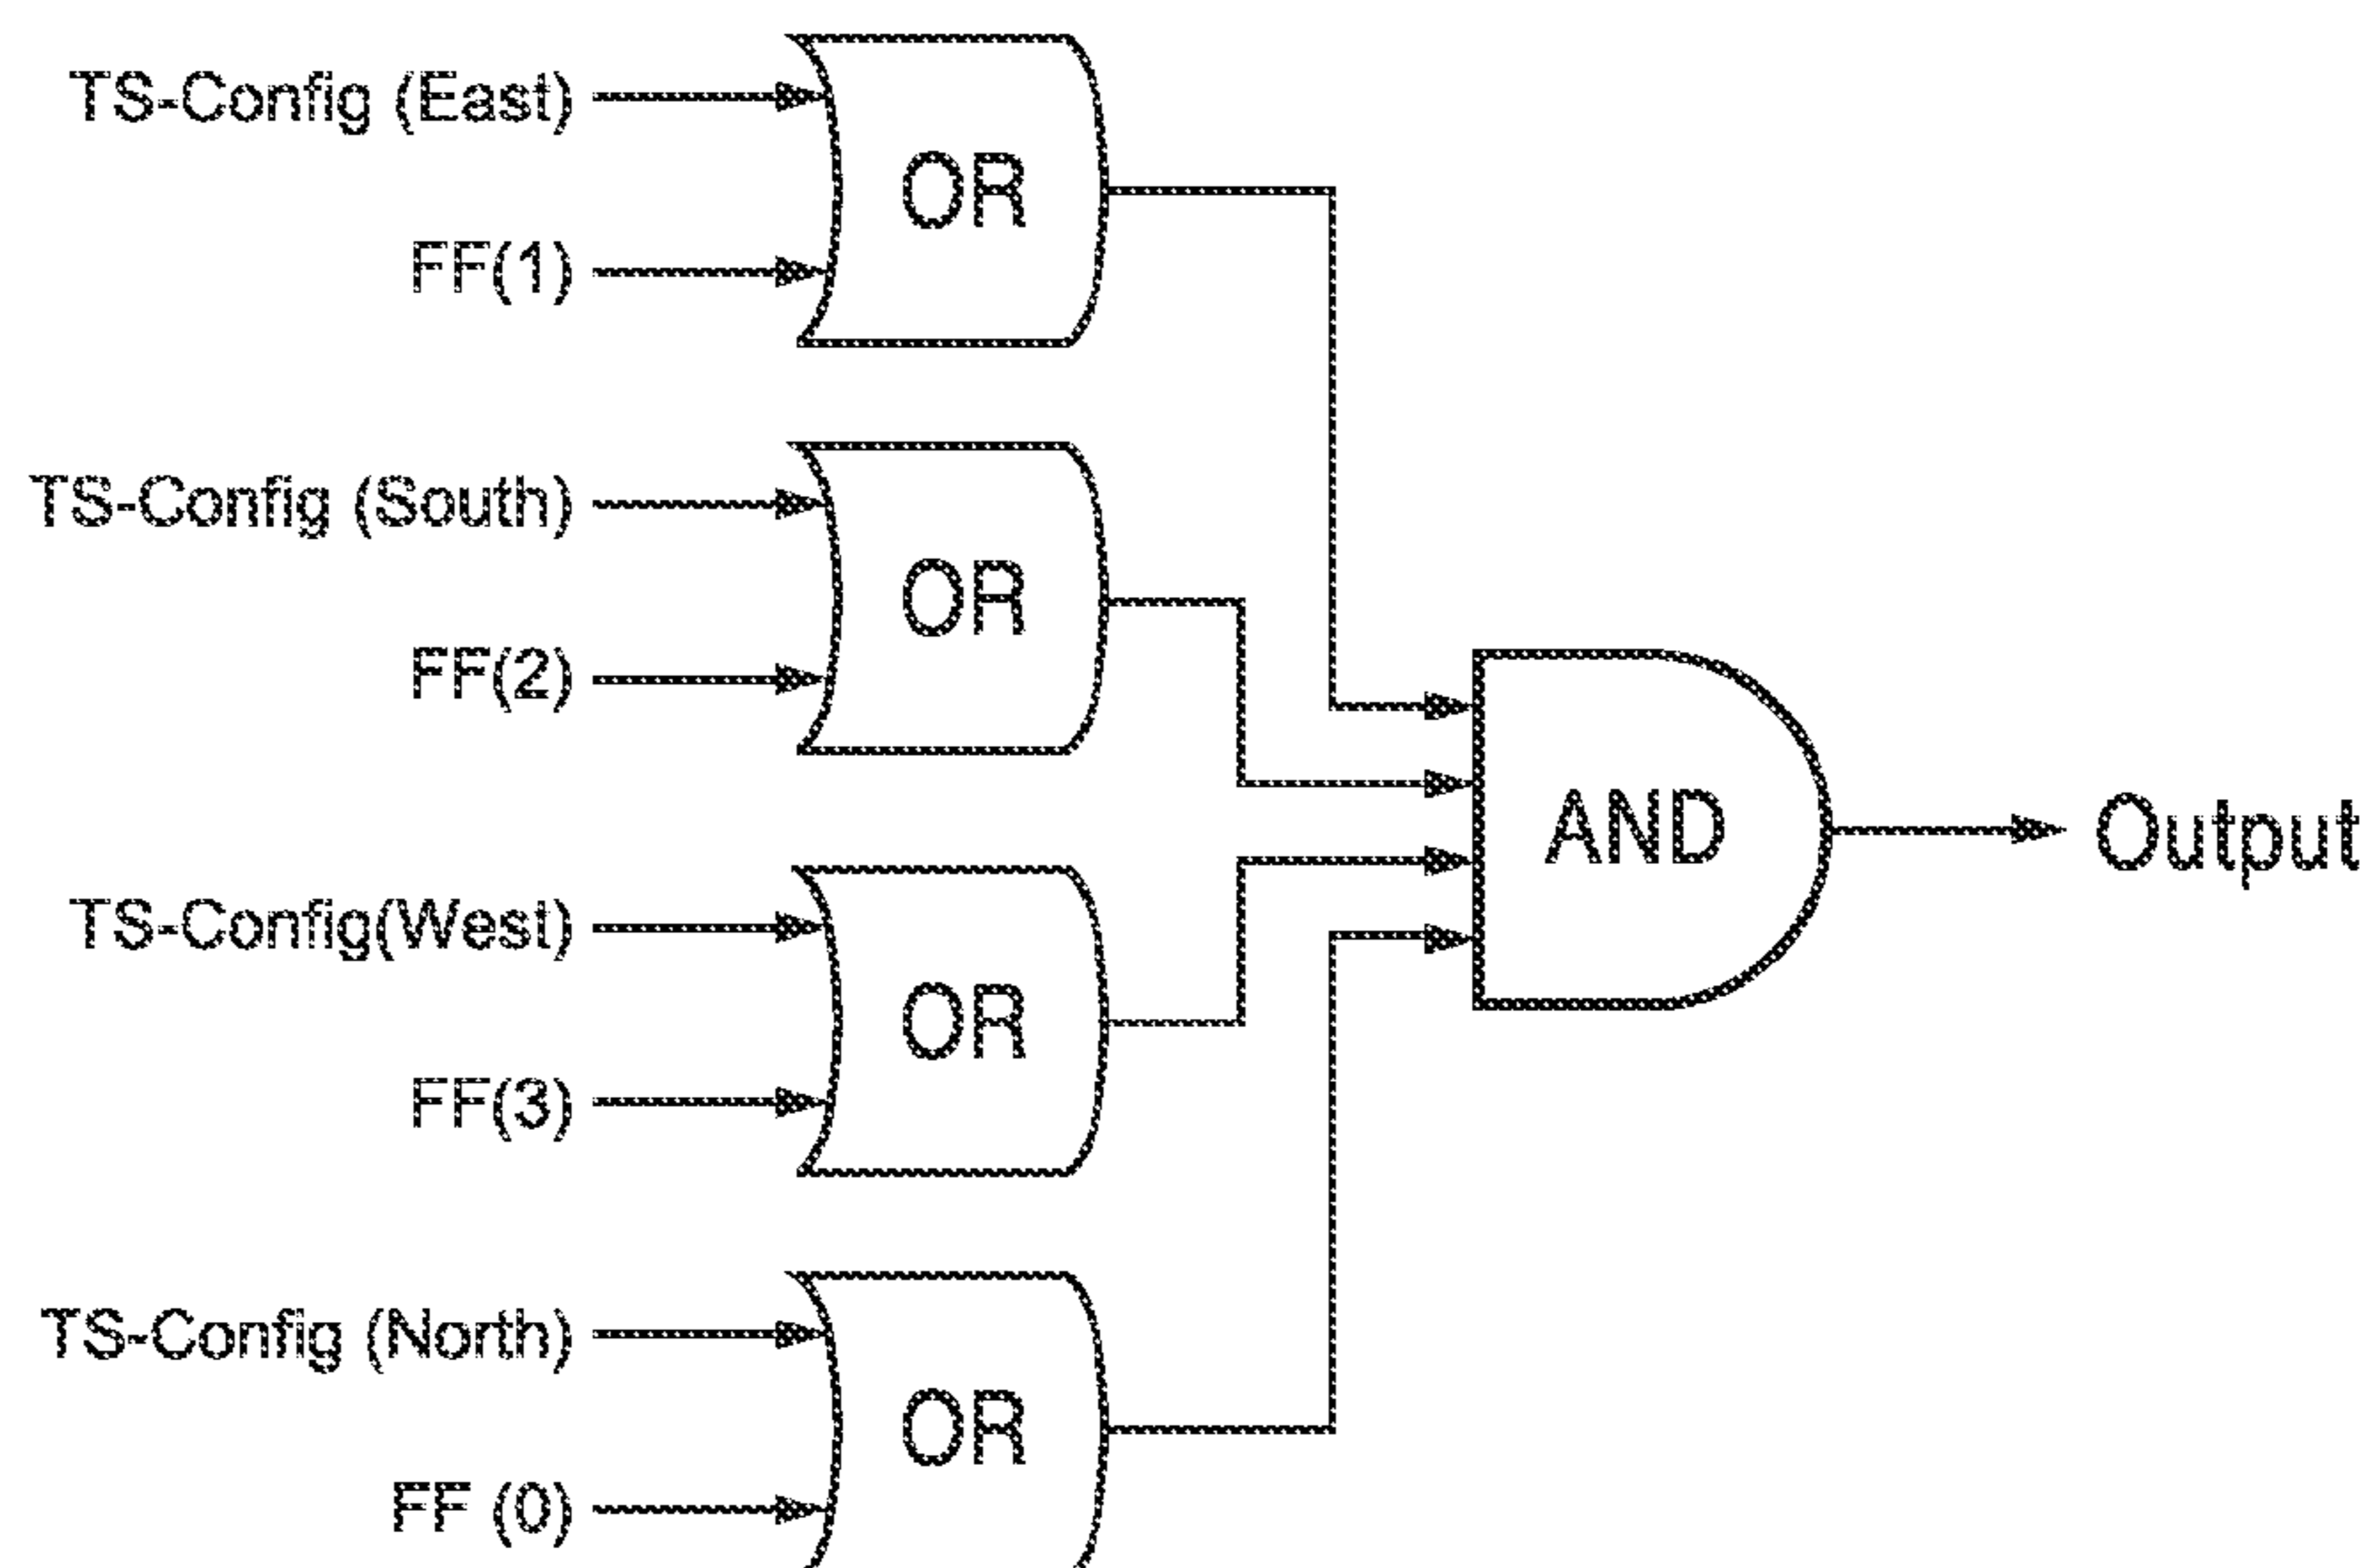 TS-Config (East)
OR
FF(1)
TS-Config (South)
OR
FF(2)
AND
Output
TS-Config(West)
OR
FF(3)
TS-Config (North)
OR
FF (0)